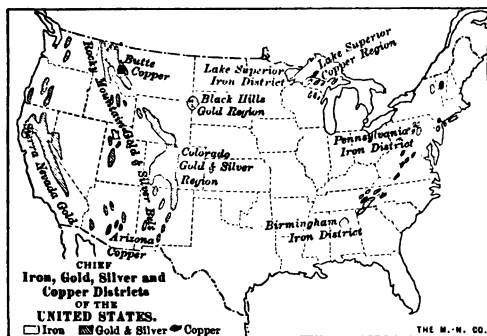 Butte
Copper
Lake Superior
Iron District
Lake Superior
Copper Region
Rocky Mountains Gold & Silver Belt
Black Hills
Gold Region
Pennsylvania
Iron District
Sierra Nevada Gold
Colorado
Gold & Silver
Region
Birmingham
Iron District
Arizona
Copper
CHIEF
Iron, Gold, Silver and
Copper Districts
OF THE
UNITED STATES.
Iron Gold & Silver Copper
THE M.-N. CO.